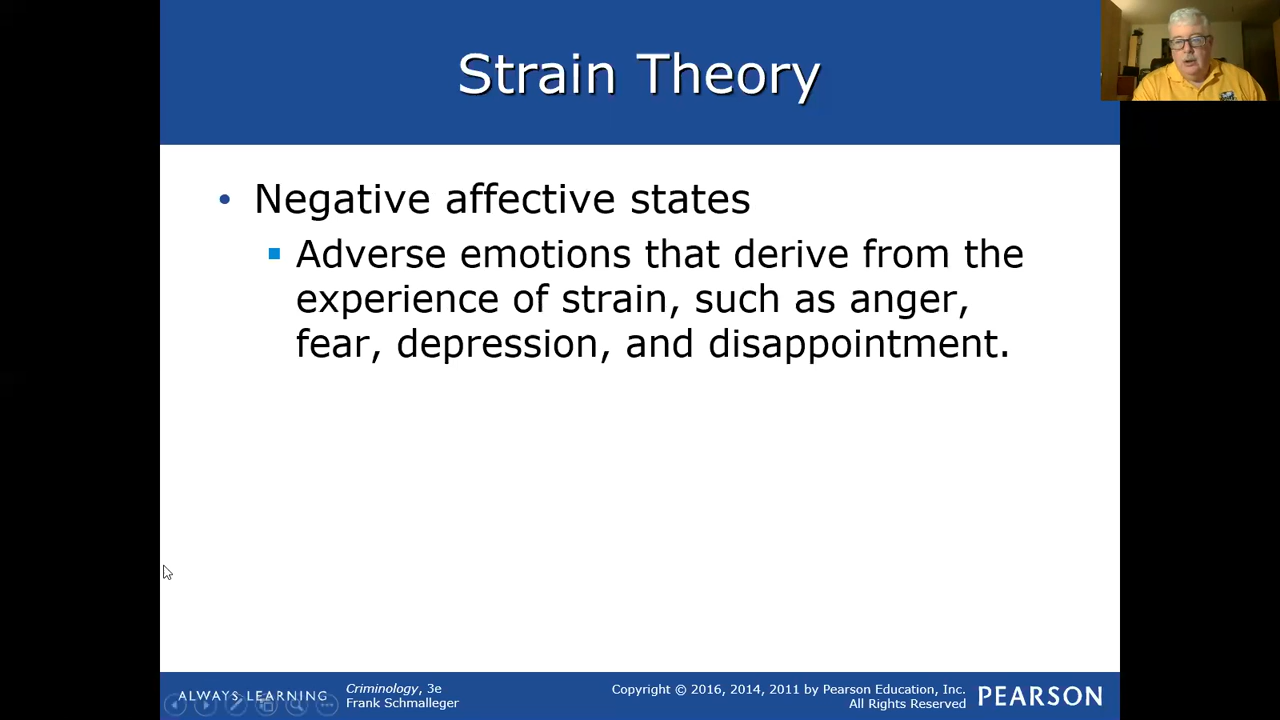 Strain Theory
• Negative affective states
▪ Adverse emotions that derive from the
experience of strain, such as anger,
fear, depression, and disappointment.
ALWAYS LEARNING
Criminology, 3e
Frank Schmalleger
Copyright © 2016, 2014, 2011 by Pearson Education, Inc.
All Rights Reserved
PEARSON